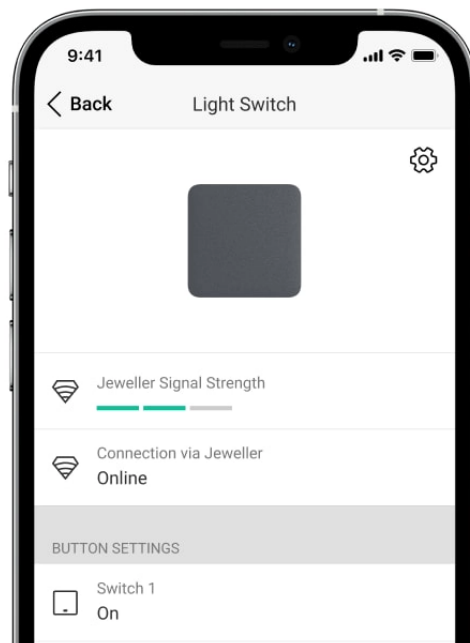 9:41
Back
Light Switch
Jeweller Signal Strength
Connection via Jeweller
Online
BUTTON SETTINGS
Switch 1
On